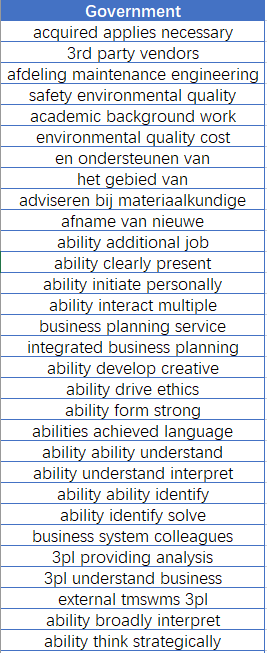 Government
acquired applies necessary
3rd party vendors
afdeling maintenance engineering
safety environmental quality
academic background work
environmental quality cost
en ondersteunen van
het gebied van
adviseren bij materiaalkundige
afname van nieuwe
ability additional job
ability clearly present
ability initiate personally
ability interact multiple
business planning service
integrated business planning
ability develop creative
ability drive ethics
ability form strong
abilities achieved language
ability ability understand
ability understand interpret
ability ability identify
ability identify solve
business system colleagues
3pl providing analysis
3pl understand business
external tmswms 3pl
ability broadly interpret
ability think strategically